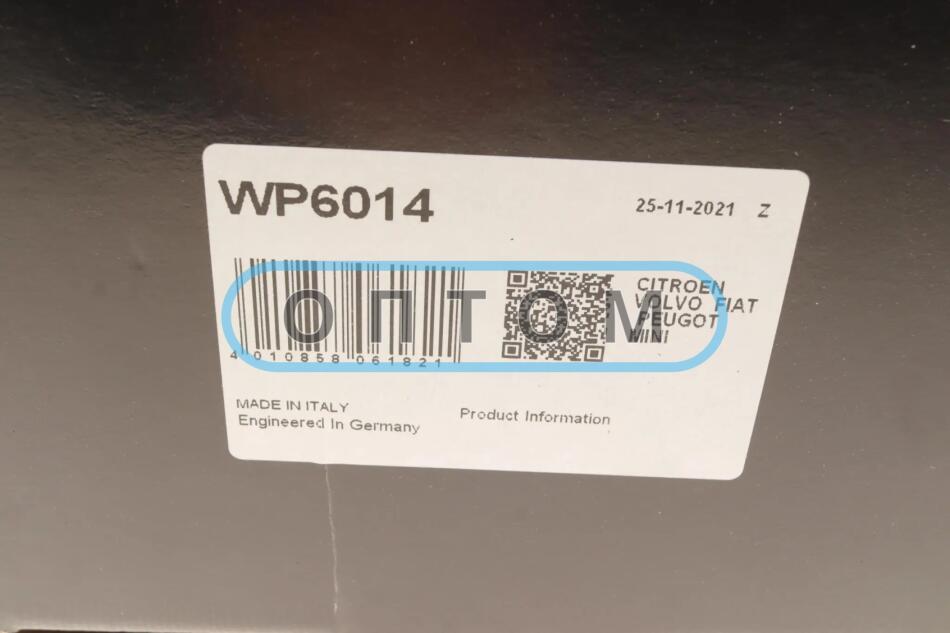 WP6014
25-11-2021 Z
CITROEN
VOLVO FIAT
PEUGOT
MINI
ОПТОМ
4 010858 061821
MADE IN ITALY
Engineered In Germany
Product Information